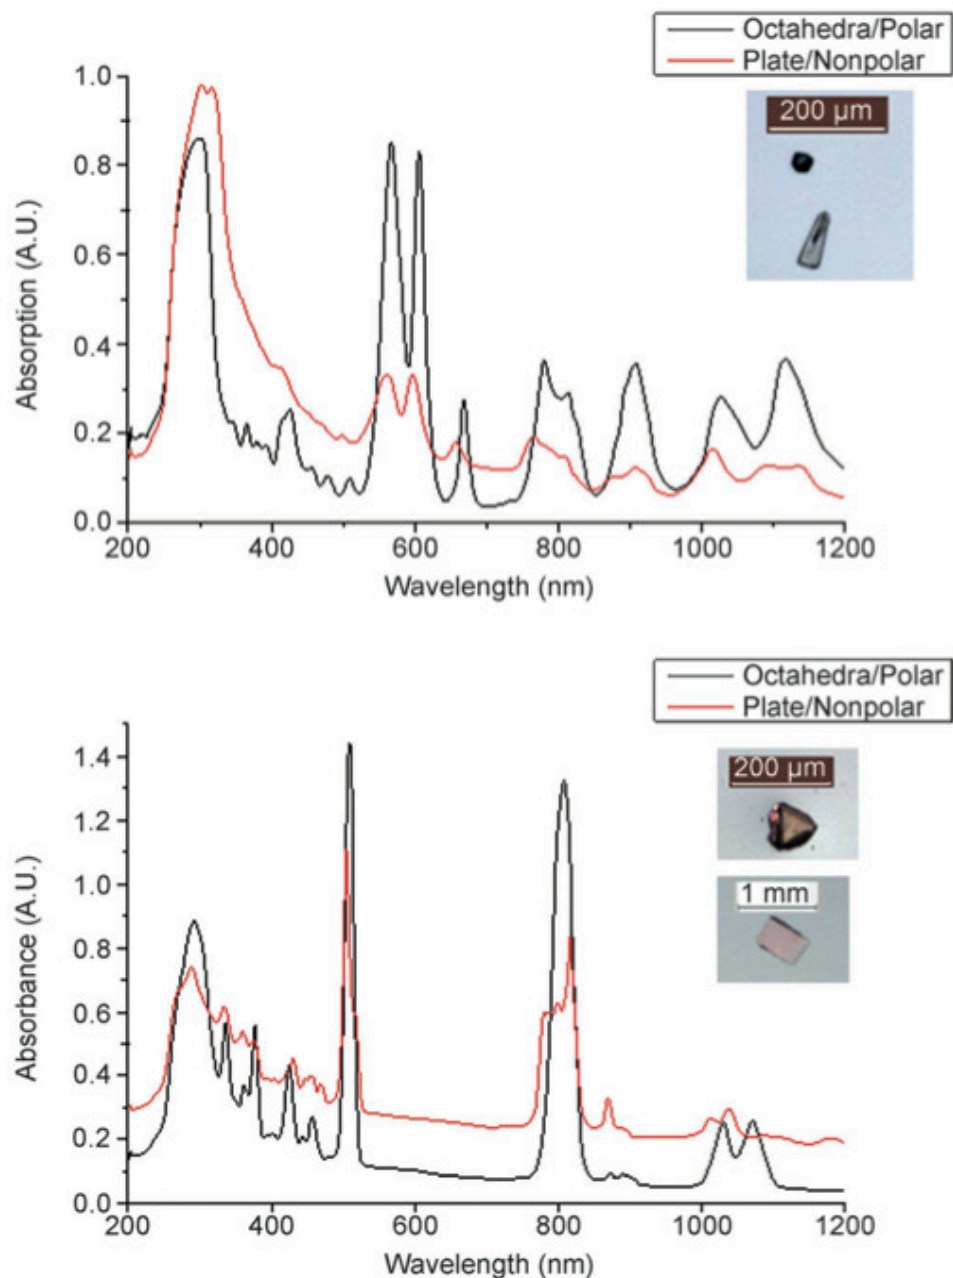 Octahedra/Polar
Plate/Nonpolar
200 µm
1.0
0.8
0.6
0.4
0.2
0.0
Absorption (A.U.)
200 400 600 800 1000 1200
Wavelength (nm)
Octahedra/Polar
Plate/Nonpolar
200 µm
1 mm
1.4
1.2
1.0
0.8
0.6
0.4
0.2
0.0
Absorbance (A.U.)
200 400 600 800 1000 1200
Wavelength (nm)